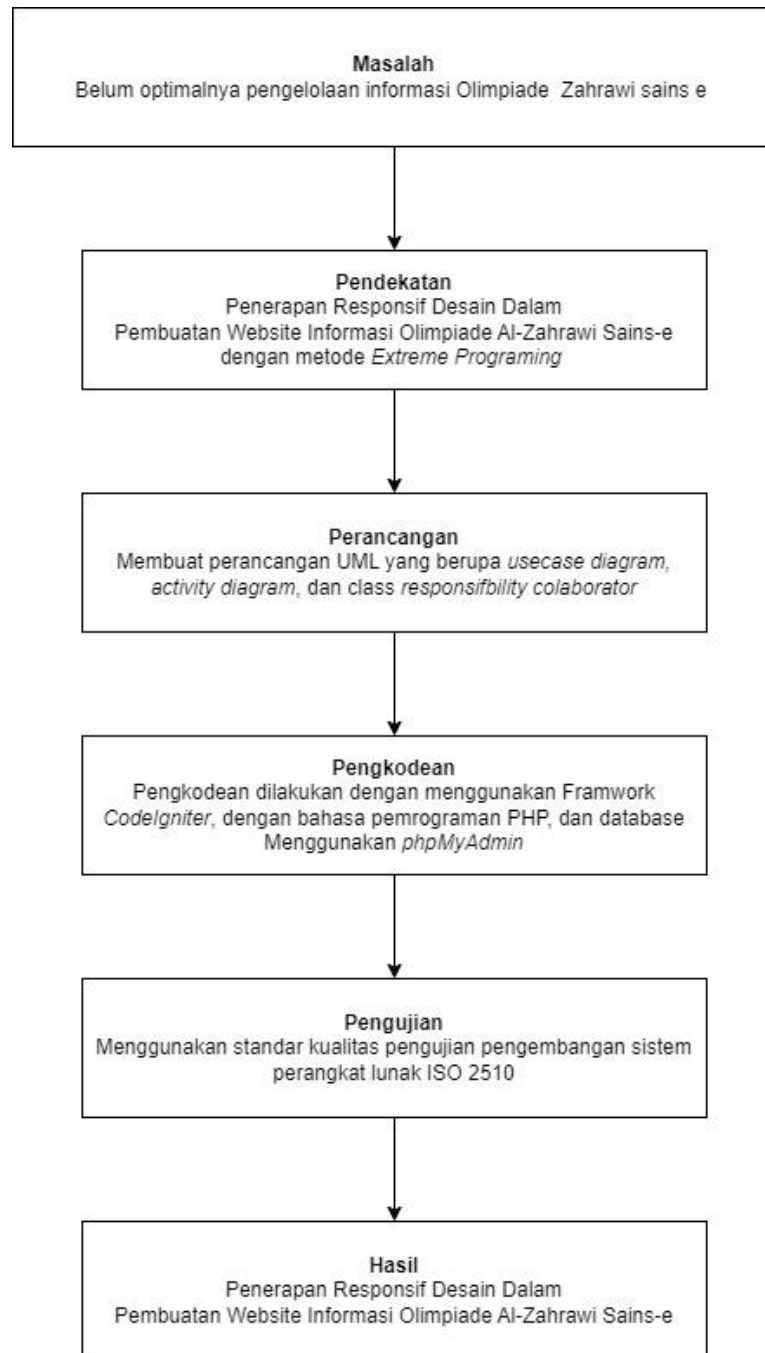 Masalah
Belum optimalnya pengelolaan informasi Olimpiade Zahrawi sains e
Pendekatan
Penerapan Responsif Desain Dalam
Pembuatan Website Informasi Olimpiade Al-Zahrawi Sains-e
dengan metode Extreme Programing
Perancangan
Membuat perancangan UML yang berupa usecase diagram,
activity diagram, dan class responsifbility colaborator
Pengkodean
Pengkodean dilakukan dengan menggunakan Framwork
CodeIgniter, dengan bahasa pemrograman PHP, dan database
Menggunakan phpMyAdmin
Pengujian
Menggunakan standar kualitas pengujian pengembangan sistem
perangkat lunak ISO 2510
Hasil
Penerapan Responsif Desain Dalam
Pembuatan Website Informasi Olimpiade Al-Zahrawi Sains-e